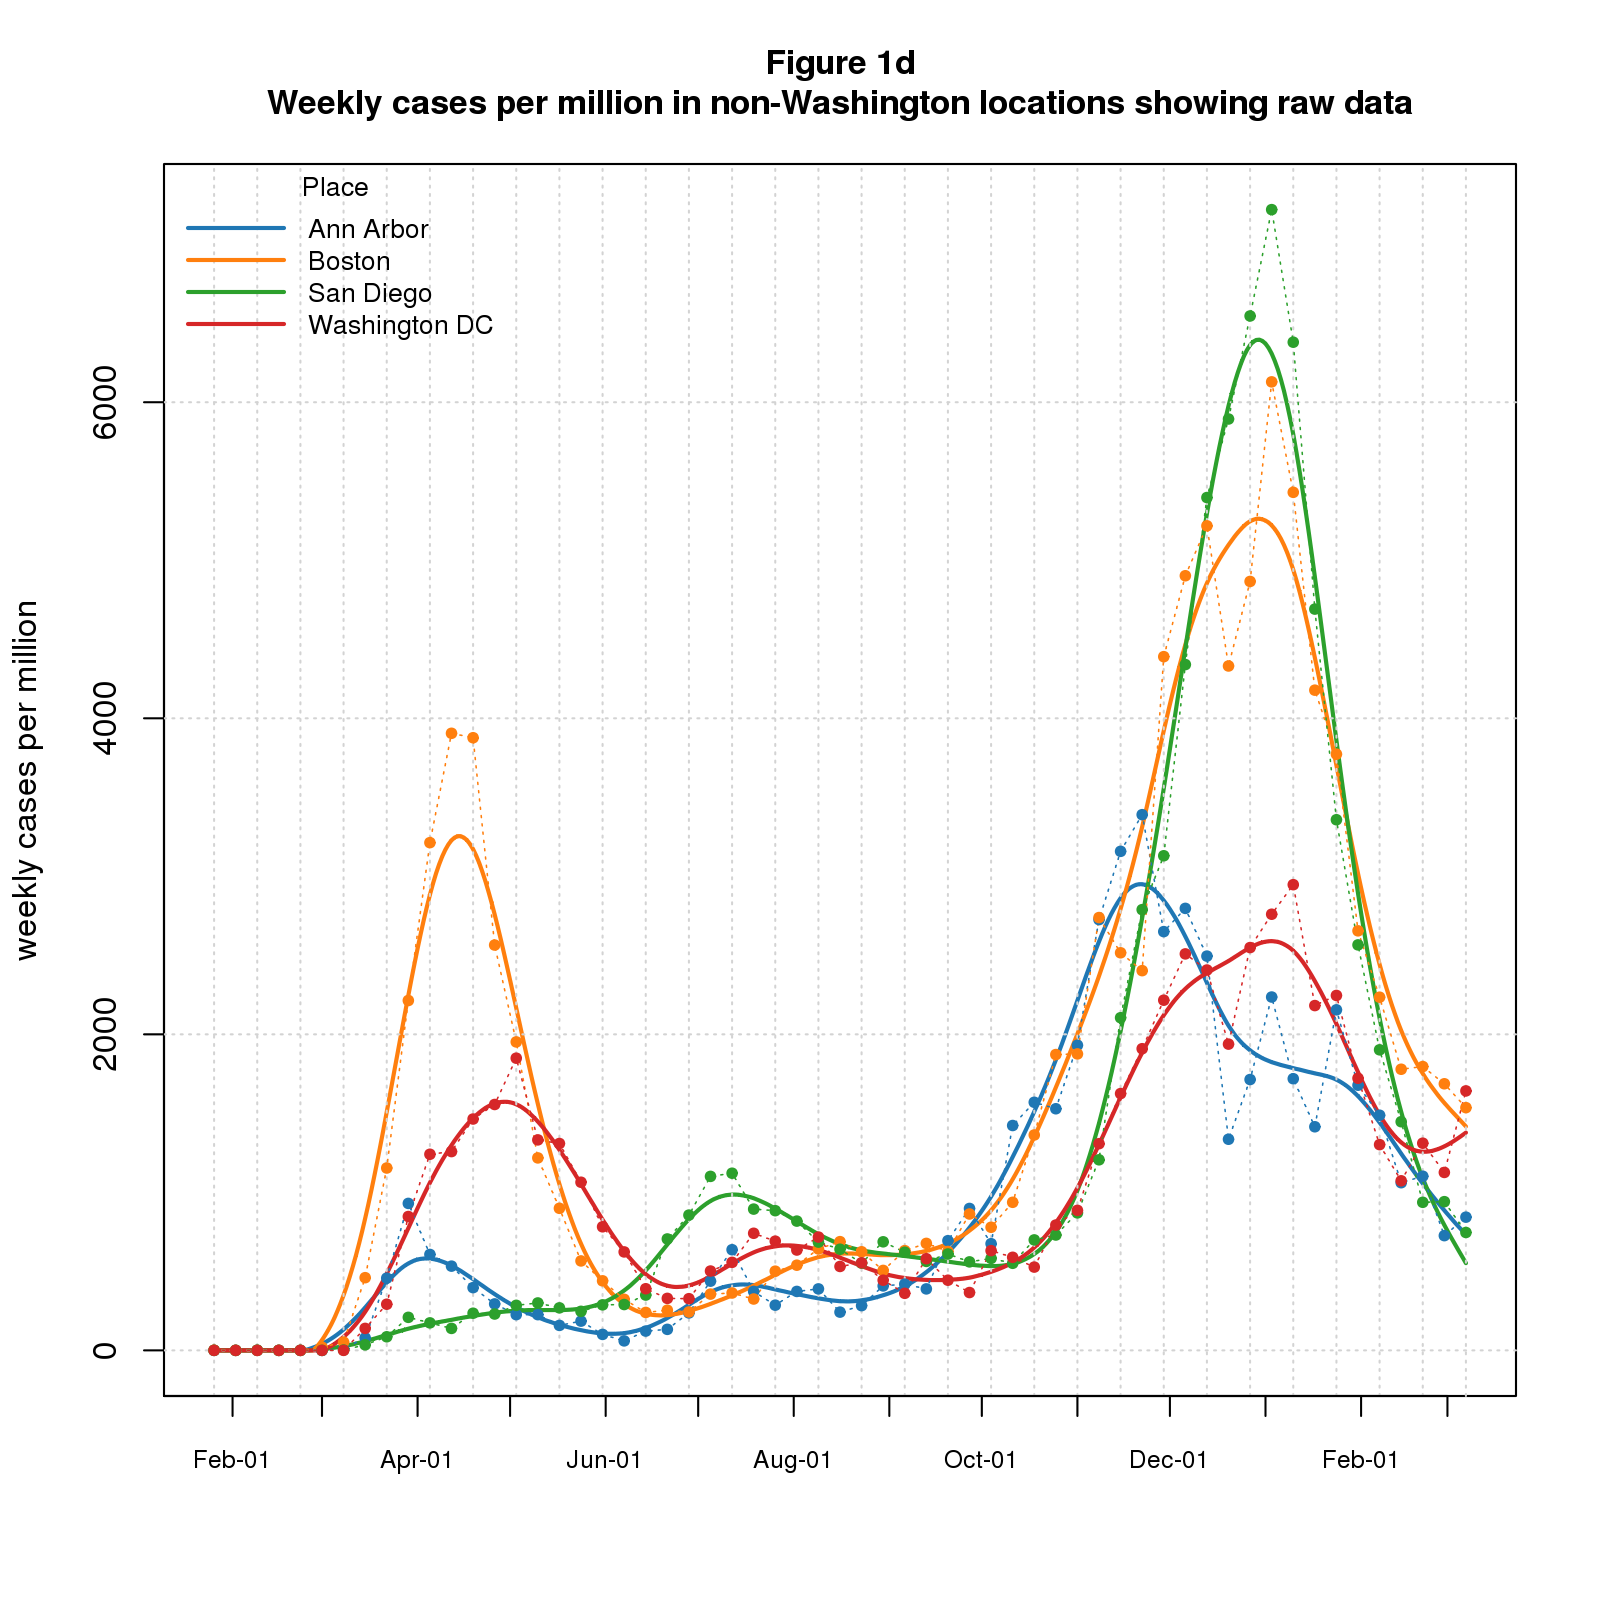 Figure 1d
Weekly cases per million in non-Washington locations showing raw data
Place
Ann Arbor
Boston
San Diego
Washington DC
weekly cases per million
6000
4000
2000
0
Feb-01 Apr-01 Jun-01 Aug-01 Oct-01 Dec-01 Feb-01